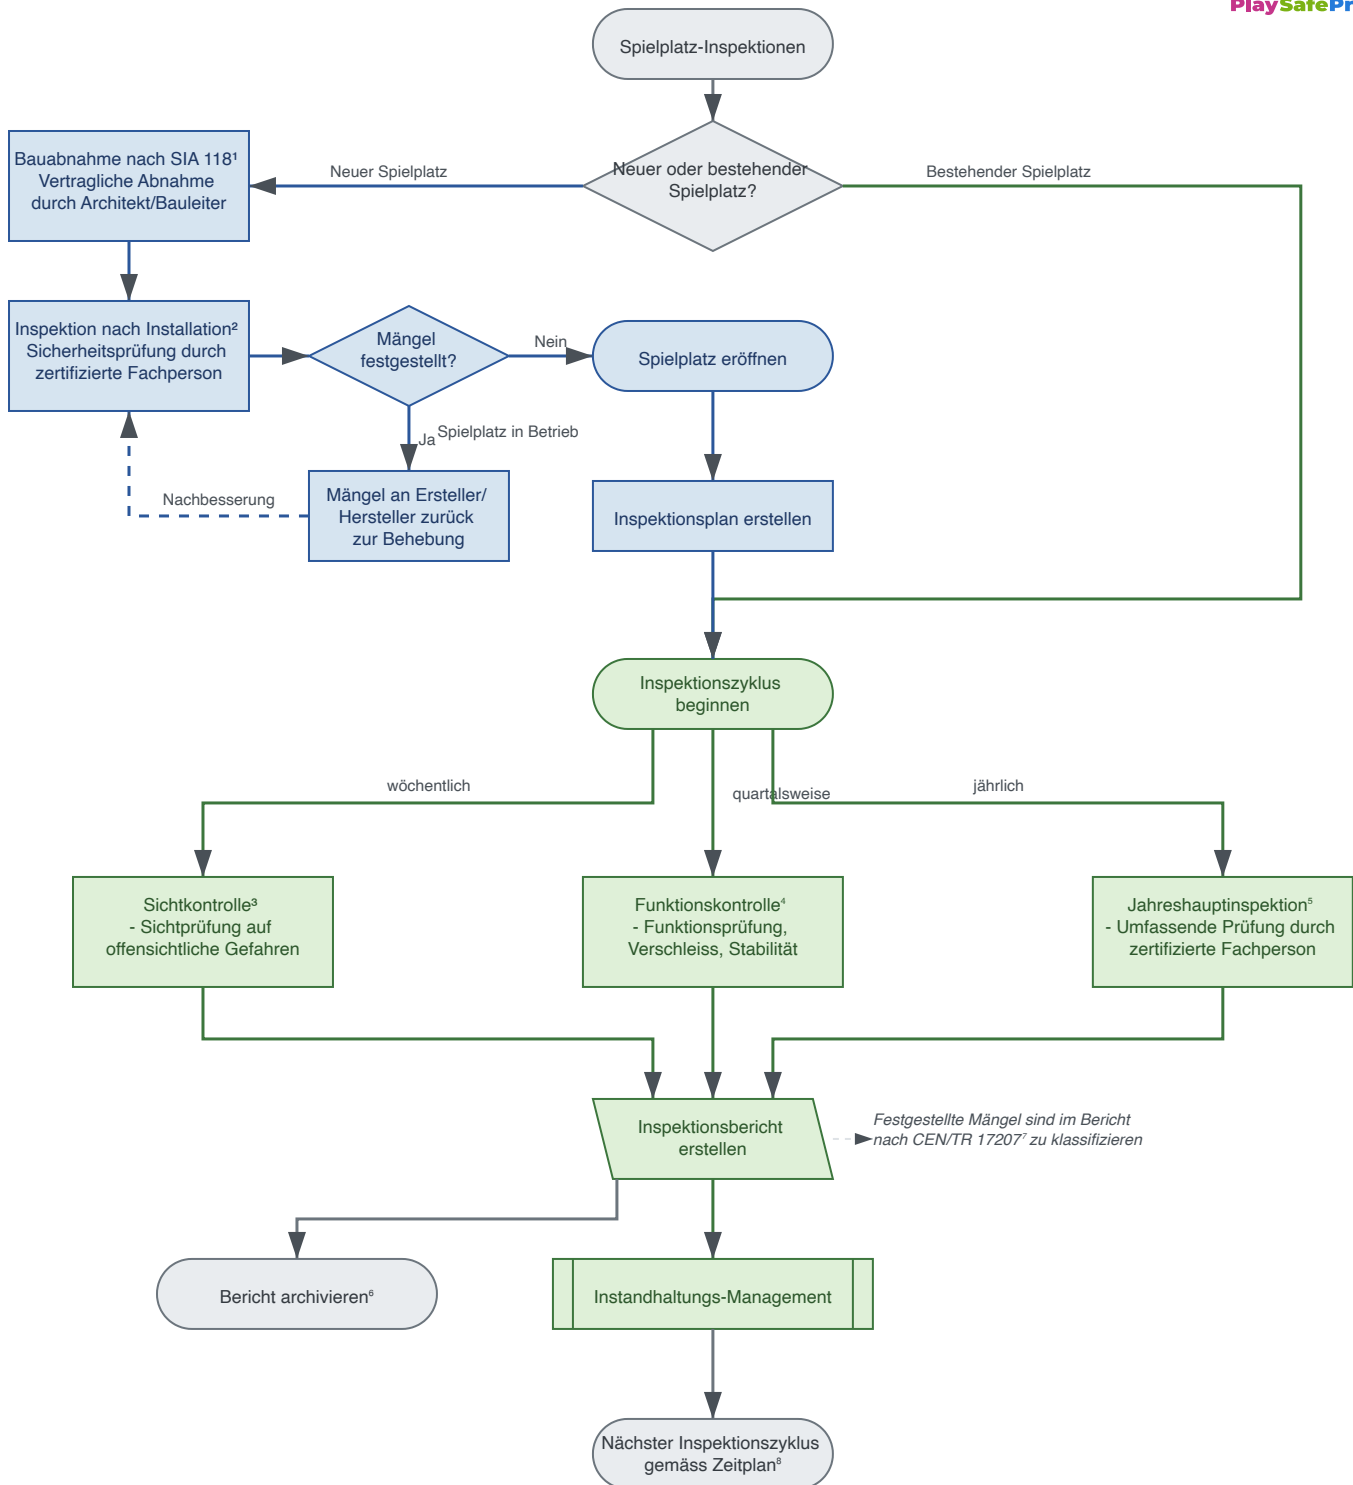 PlaySafePr
Spielplatz-Inspektionen
Neuer oder bestehender
Spielplatz?
Neuer Spielplatz
Bestehender Spielplatz
Bauabnahme nach SIA 118¹
Vertragliche Abnahme
durch Architekt/Bauleiter
Inspektion nach Installation²
Sicherheitsprüfung durch
zertifizierte Fachperson
Mängel
festgestellt?
Nein
Spielplatz eröffnen
Ja
Spielplatz in Betrieb
Nachbesserung
Mängel an Ersteller/
Hersteller zurück
zur Behebung
Inspektionsplan erstellen
Inspektionszyklus
beginnen
wöchentlich
quartalsweise
jährlich
Sichtkontrolle³
- Sichtprüfung auf
offensichtliche Gefahren
Funktionskontrolle⁴
- Funktionsprüfung,
Verschleiss, Stabilität
Jahreshauptinspektion⁵
- Umfassende Prüfung durch
zertifizierte Fachperson
Inspektionsbericht
erstellen
Festgestellte Mängel sind im Bericht
nach CEN/TR 17207⁷ zu klassifizieren
Bericht archivieren⁶
Instandhaltungs-Management
Nächster Inspektionszyklus
gemäss Zeitplan⁸